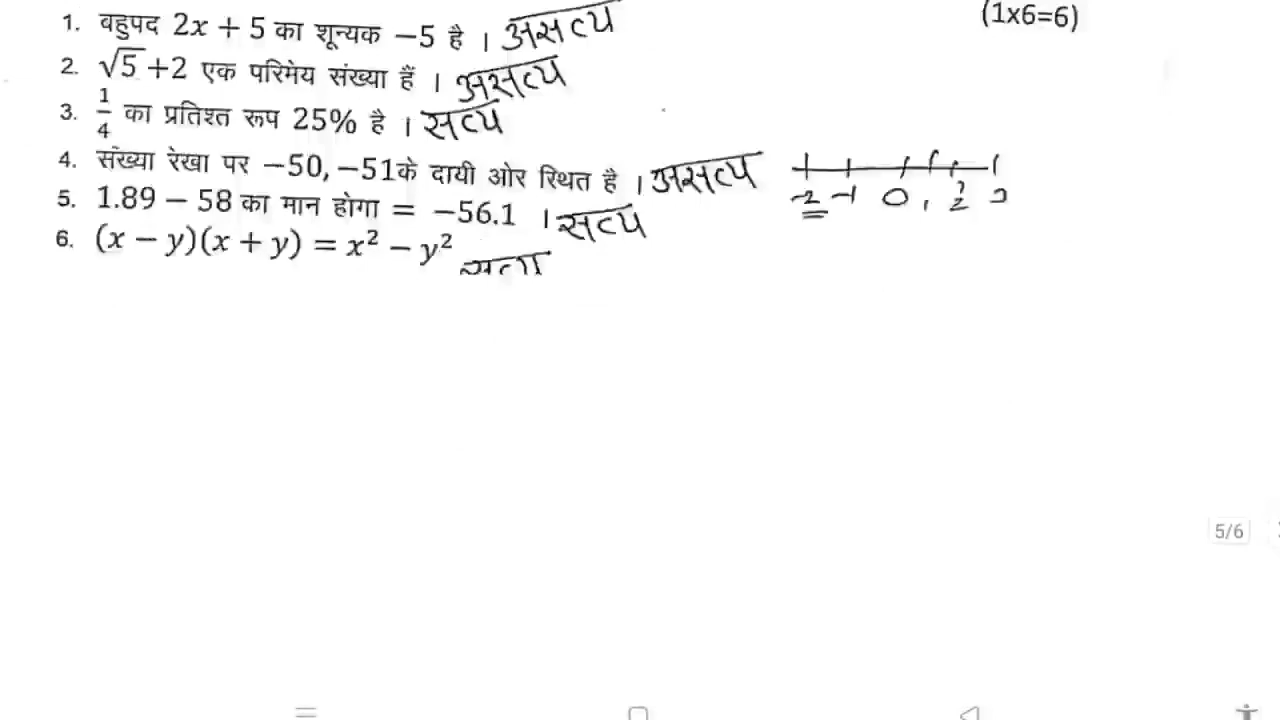 1. बहुपद 2x + 5 का शून्यक −5 है । असत्य (1x6=6)
2. √5 +2 एक परिमेय संख्या हैं । असत्य
3. 1/4 का प्रतिश्त रूप 25% है । सत्य
4. संख्या रेखा पर −50, −51के दायी ओर स्थित है । असत्य
-2 -1 0 1 2 3
5. 1.89 − 58 का मान होगा = −56.1 । सत्य
6. (x − y)(x + y) = x² − y²
5/6